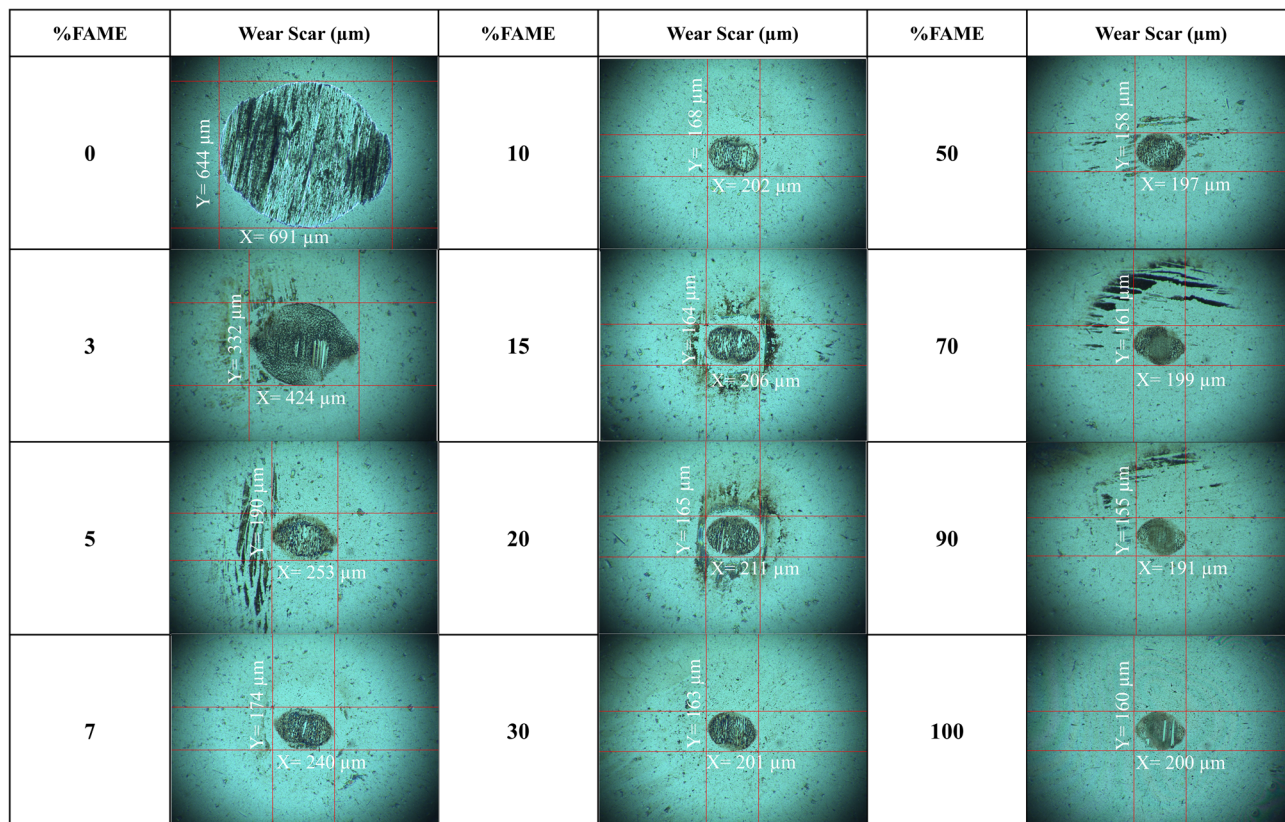 %FAME Wear Scar (µm) %FAME Wear Scar (µm) %FAME Wear Scar (µm)
0 Y= 644 µm X= 691 µm 10 Y= 168 µm X= 202 µm 50 Y= 158 µm X= 197 µm
3 Y= 332 µm X= 424 µm 15 Y= 164 µm X= 206 µm 70 Y= 161 µm X= 199 µm
5 Y= 190 µm X= 253 µm 20 Y= 165 µm X= 211 µm 90 Y= 155 µm X= 191 µm
7 Y= 174 µm X= 240 µm 30 Y= 163 µm X= 201 µm 100 Y= 160 µm X= 200 µm